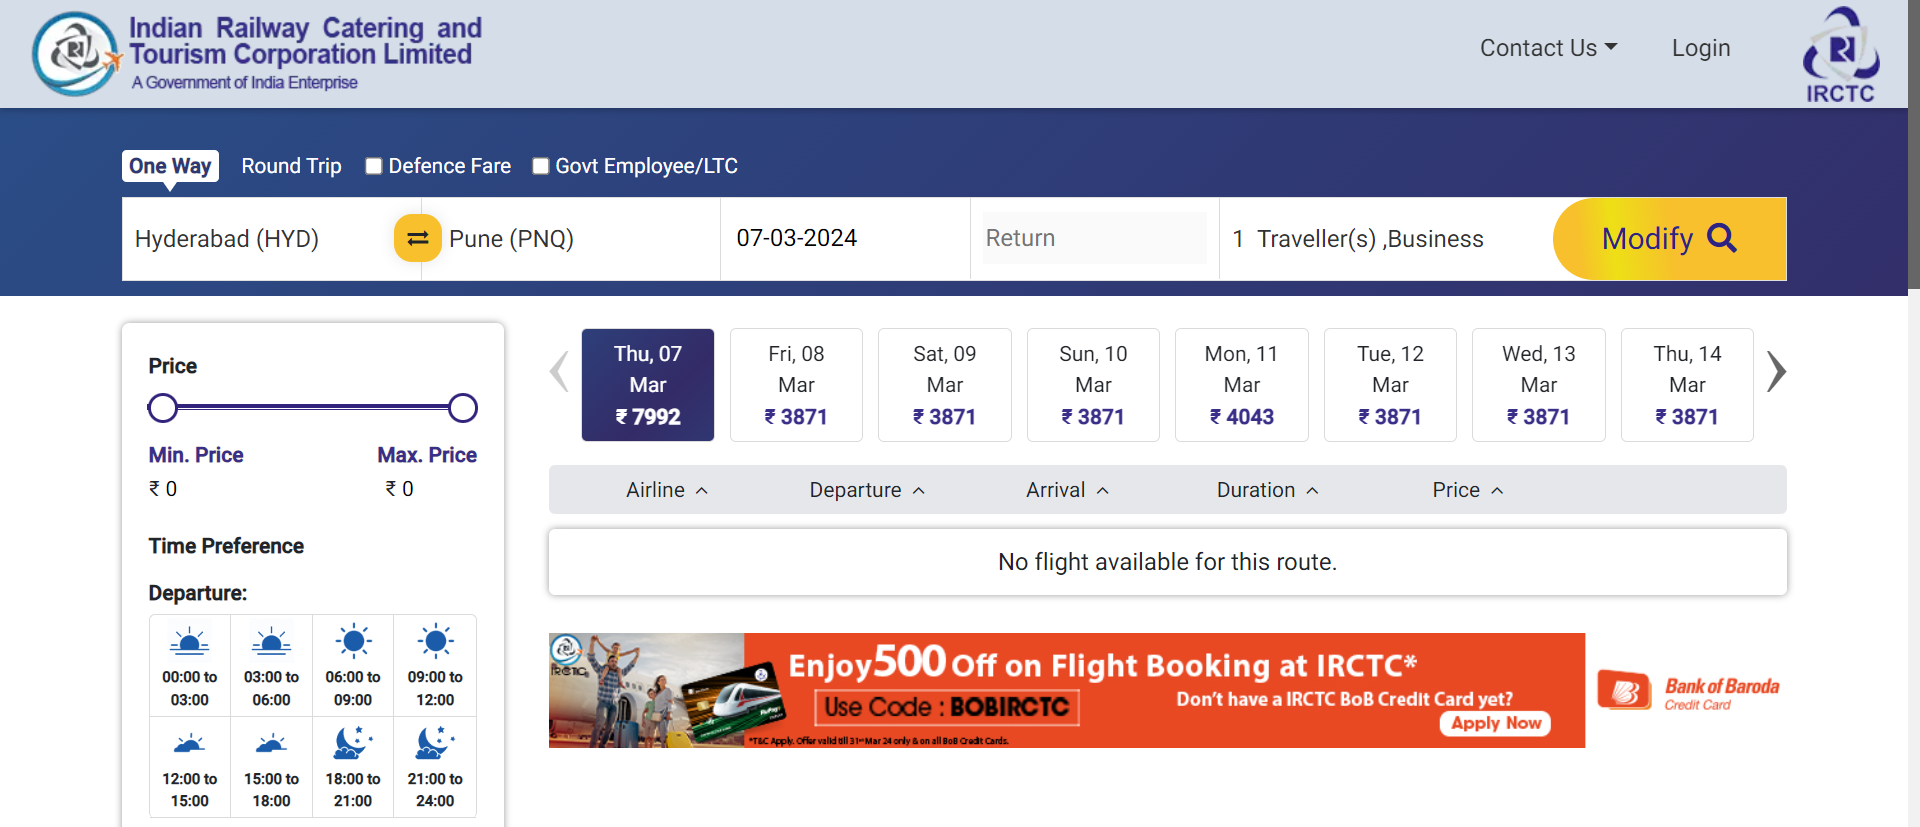 Indian Railway Catering and
Tourism Corporation Limited
A Government of India Enterprise
Contact Us
Login
IRCTC
One Way
Round Trip
Defence Fare
Govt Employee/LTC
Hyderabad (HYD)
Pune (PNQ)
07-03-2024
Return
1 Traveller(s) ,Business
Modify
Price
Min. Price
Max. Price
₹ 0
₹ 0
Time Preference
Departure:
00:00 to
03:00
03:00 to
06:00
06:00 to
09:00
09:00 to
12:00
12:00 to
15:00
15:00 to
18:00
18:00 to
21:00
21:00 to
24:00
Thu, 07
Mar
₹ 7992
Fri, 08
Mar
₹ 3871
Sat, 09
Mar
₹ 3871
Sun, 10
Mar
₹ 3871
Mon, 11
Mar
₹ 4043
Tue, 12
Mar
₹ 3871
Wed, 13
Mar
₹ 3871
Thu, 14
Mar
₹ 3871
Airline
Departure
Arrival
Duration
Price
No flight available for this route.
IRCTC
Enjoy 500 Off on Flight Booking at IRCTC*
Use Code : BOBIRCTC
Don't have a IRCTC BoB Credit Card yet?
Apply Now
*T&C Apply. Offer valid till 31st Mar 24 only & on all BoB Credit Cards.
Bank of Baroda
Credit Card